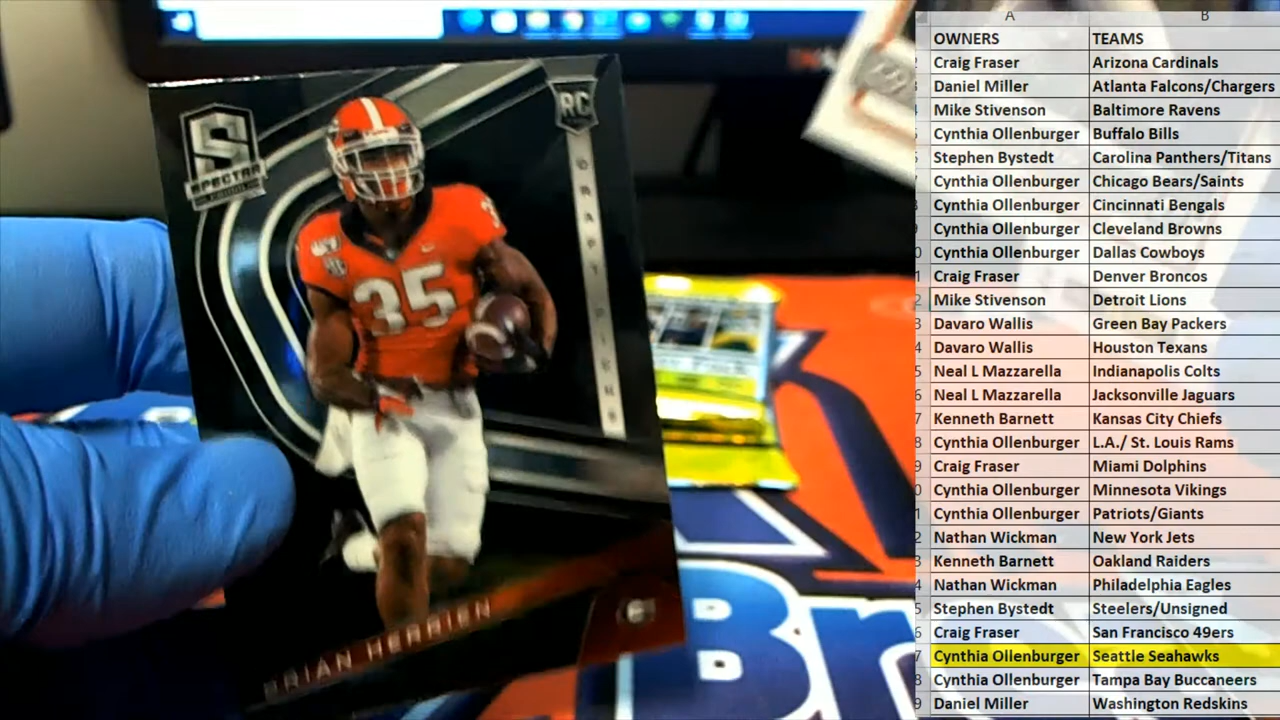 A B
OWNERS TEAMS
Craig Fraser Arizona Cardinals
Daniel Miller Atlanta Falcons/Chargers
Mike Stivenson Baltimore Ravens
Cynthia Ollenburger Buffalo Bills
Stephen Bystedt Carolina Panthers/Titans
Cynthia Ollenburger Chicago Bears/Saints
Cynthia Ollenburger Cincinnati Bengals
Cynthia Ollenburger Cleveland Browns
Cynthia Ollenburger Dallas Cowboys
Craig Fraser Denver Broncos
Mike Stivenson Detroit Lions
Davaro Wallis Green Bay Packers
Davaro Wallis Houston Texans
Neal L Mazzarella Indianapolis Colts
Neal L Mazzarella Jacksonville Jaguars
Kenneth Barnett Kansas City Chiefs
Cynthia Ollenburger L.A./ St. Louis Rams
Craig Fraser Miami Dolphins
Cynthia Ollenburger Minnesota Vikings
Cynthia Ollenburger Patriots/Giants
Nathan Wickman New York Jets
Kenneth Barnett Oakland Raiders
Nathan Wickman Philadelphia Eagles
Stephen Bystedt Steelers/Unsigned
Craig Fraser San Francisco 49ers
Cynthia Ollenburger Seattle Seahawks
Cynthia Ollenburger Tampa Bay Buccaneers
Daniel Miller Washington Redskins
S
SPECTRA
RC
DRAFT PICKS
35
BRIAN HERRIEN
G
Br